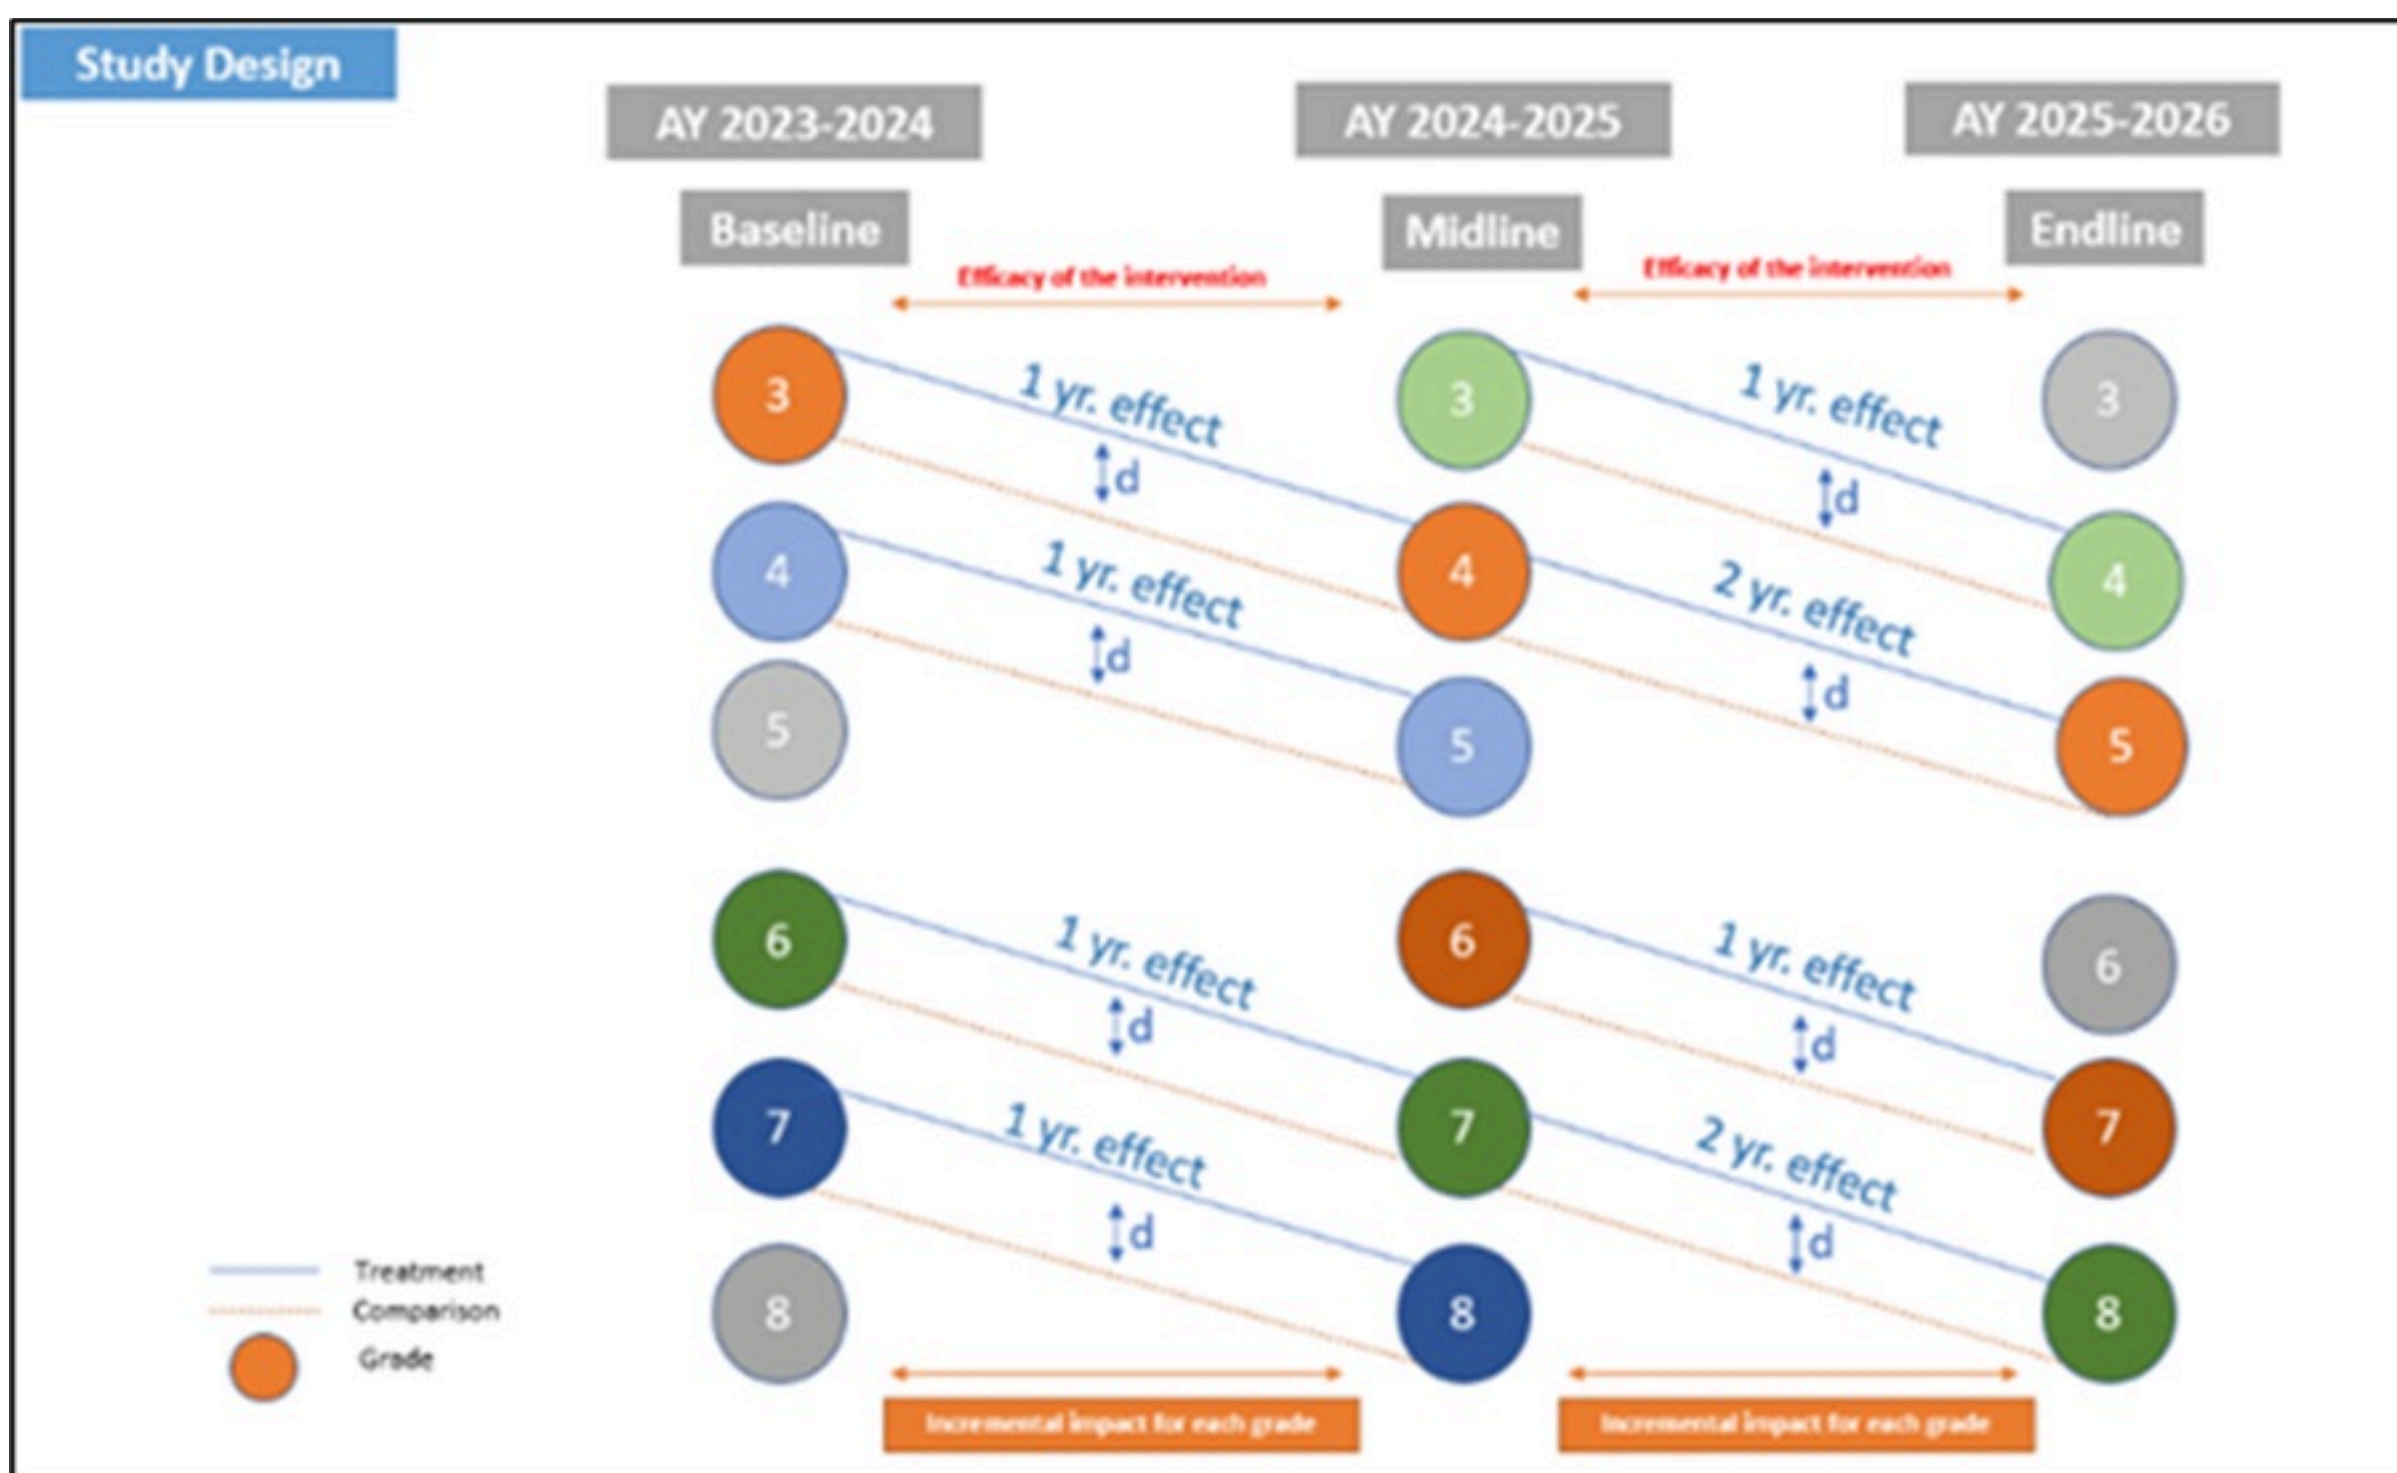 Study Design
AY 2023-2024
AY 2024-2025
AY 2025-2026
Baseline
Midline
Endline
Efficacy of the intervention
Efficacy of the intervention
3
1 yr. effect
d
3
1 yr. effect
d
3
4
1 yr. effect
d
4
2 yr. effect
d
4
5
5
5
6
1 yr. effect
d
6
1 yr. effect
d
6
7
1 yr. effect
d
7
2 yr. effect
d
7
8
8
8
Treatment
Comparison
Grade
Incremental impact for each grade
Incremental impact for each grade